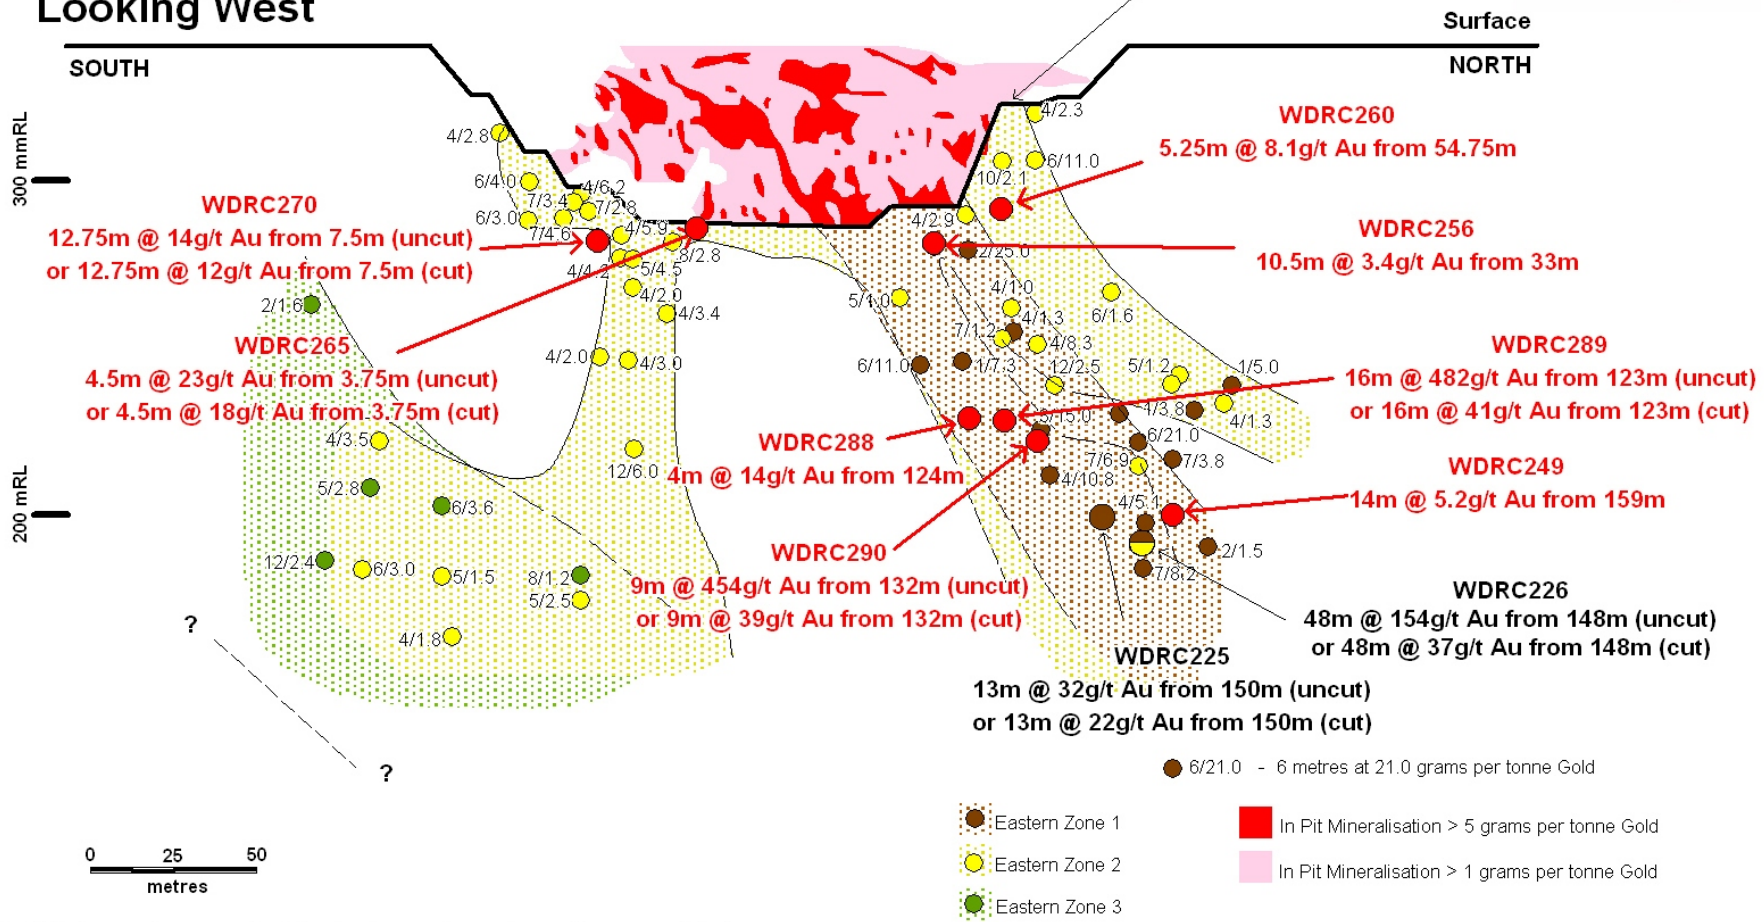 Looking West
Surface
SOUTH
NORTH
300 mmRL
200 mRL
4/2.8
6/4.0
4/6.2
7/3.4
7/2.8
6/3.0
7/4.6
4/5.9
8/2.8
4/4.2
5/4.5
4/2.0
4/3.4
4/2.0
4/3.0
12/6.0
2/1.6
4/3.5
5/2.8
6/3.6
12/2.4
6/3.0
5/1.5
8/1.2
5/2.5
4/1.8
4/2.3
6/11.0
10/2.1
4/2.9
2/25.0
5/1.0
4/1.0
4/1.3
7/1.2
4/8.3
6/1.6
6/11.0
1/7.3
12/2.5
5/1.2
1/5.0
4/3.8
4/1.3
6/21.0
7/6.9
7/3.8
4/10.8
4/5.1
2/1.5
7/8.2
WDRC260
5.25m @ 8.1g/t Au from 54.75m
WDRC256
10.5m @ 3.4g/t Au from 33m
WDRC270
12.75m @ 14g/t Au from 7.5m (uncut)
or 12.75m @ 12g/t Au from 7.5m (cut)
WDRC265
4.5m @ 23g/t Au from 3.75m (uncut)
or 4.5m @ 18g/t Au from 3.75m (cut)
WDRC289
16m @ 482g/t Au from 123m (uncut)
or 16m @ 41g/t Au from 123m (cut)
WDRC288
4m @ 14g/t Au from 124m
WDRC249
14m @ 5.2g/t Au from 159m
WDRC290
9m @ 454g/t Au from 132m (uncut)
or 9m @ 39g/t Au from 132m (cut)
WDRC226
48m @ 154g/t Au from 148m (uncut)
or 48m @ 37g/t Au from 148m (cut)
WDRC225
13m @ 32g/t Au from 150m (uncut)
or 13m @ 22g/t Au from 150m (cut)
?
?
6/21.0 - 6 metres at 21.0 grams per tonne Gold
Eastern Zone 1
In Pit Mineralisation > 5 grams per tonne Gold
Eastern Zone 2
In Pit Mineralisation > 1 grams per tonne Gold
Eastern Zone 3
0 25 50
metres